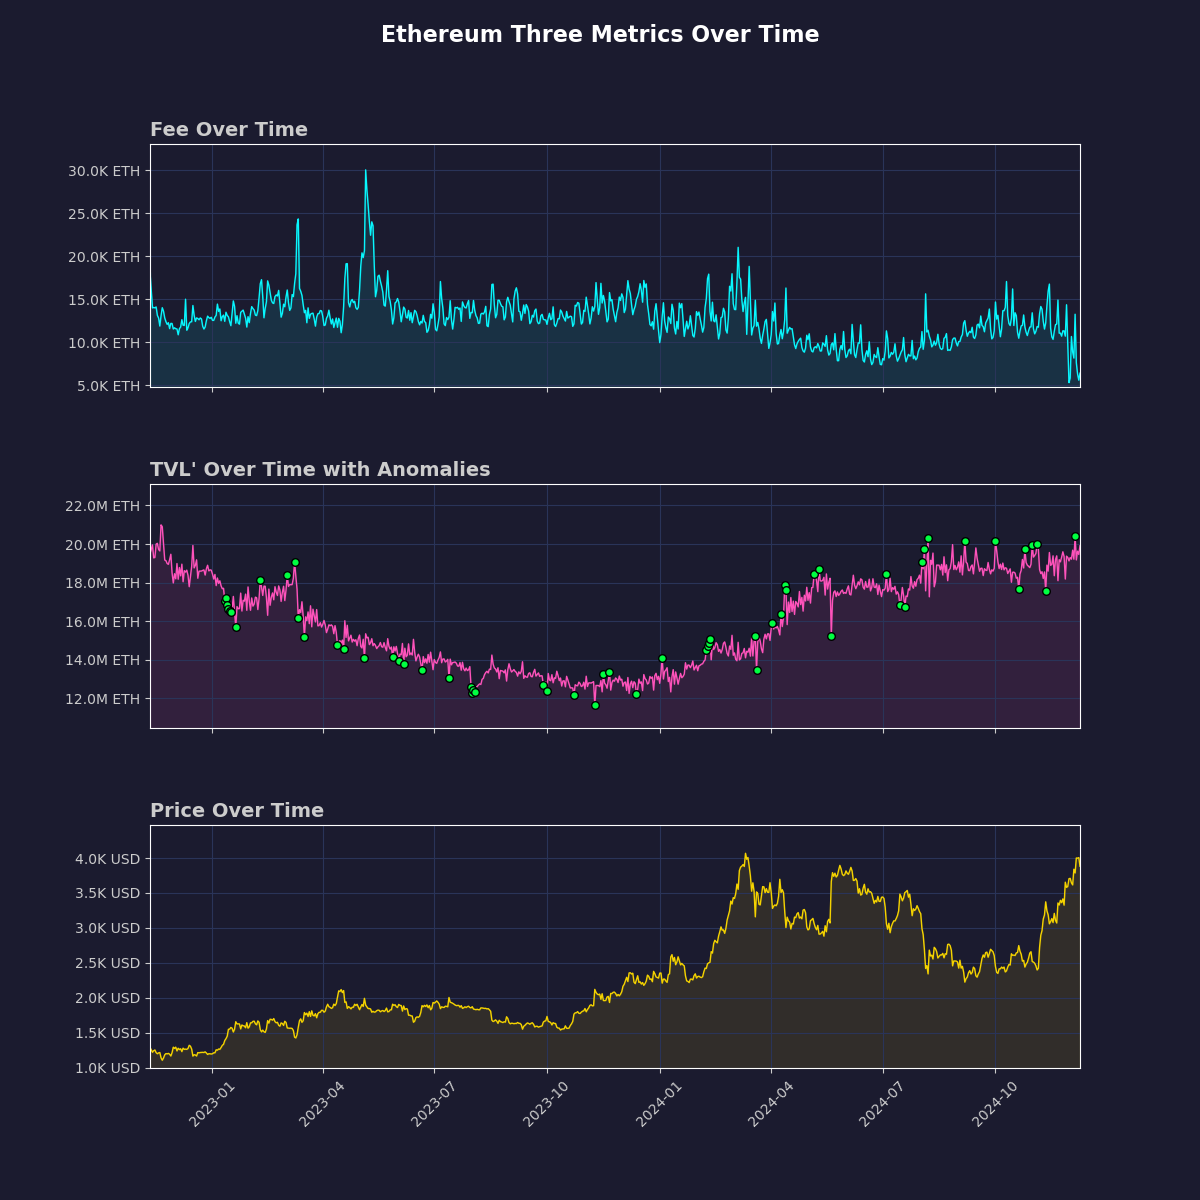 Ethereum Three Metrics Over Time
Fee Over Time
30.0K ETH
25.0K ETH
20.0K ETH
15.0K ETH
10.0K ETH
5.0K ETH
TVL' Over Time with Anomalies
22.0M ETH
20.0M ETH
18.0M ETH
16.0M ETH
14.0M ETH
12.0M ETH
Price Over Time
4.0K USD
3.5K USD
3.0K USD
2.5K USD
2.0K USD
1.5K USD
1.0K USD
2023-01 2023-04 2023-07 2023-10 2024-01 2024-04 2024-07 2024-10